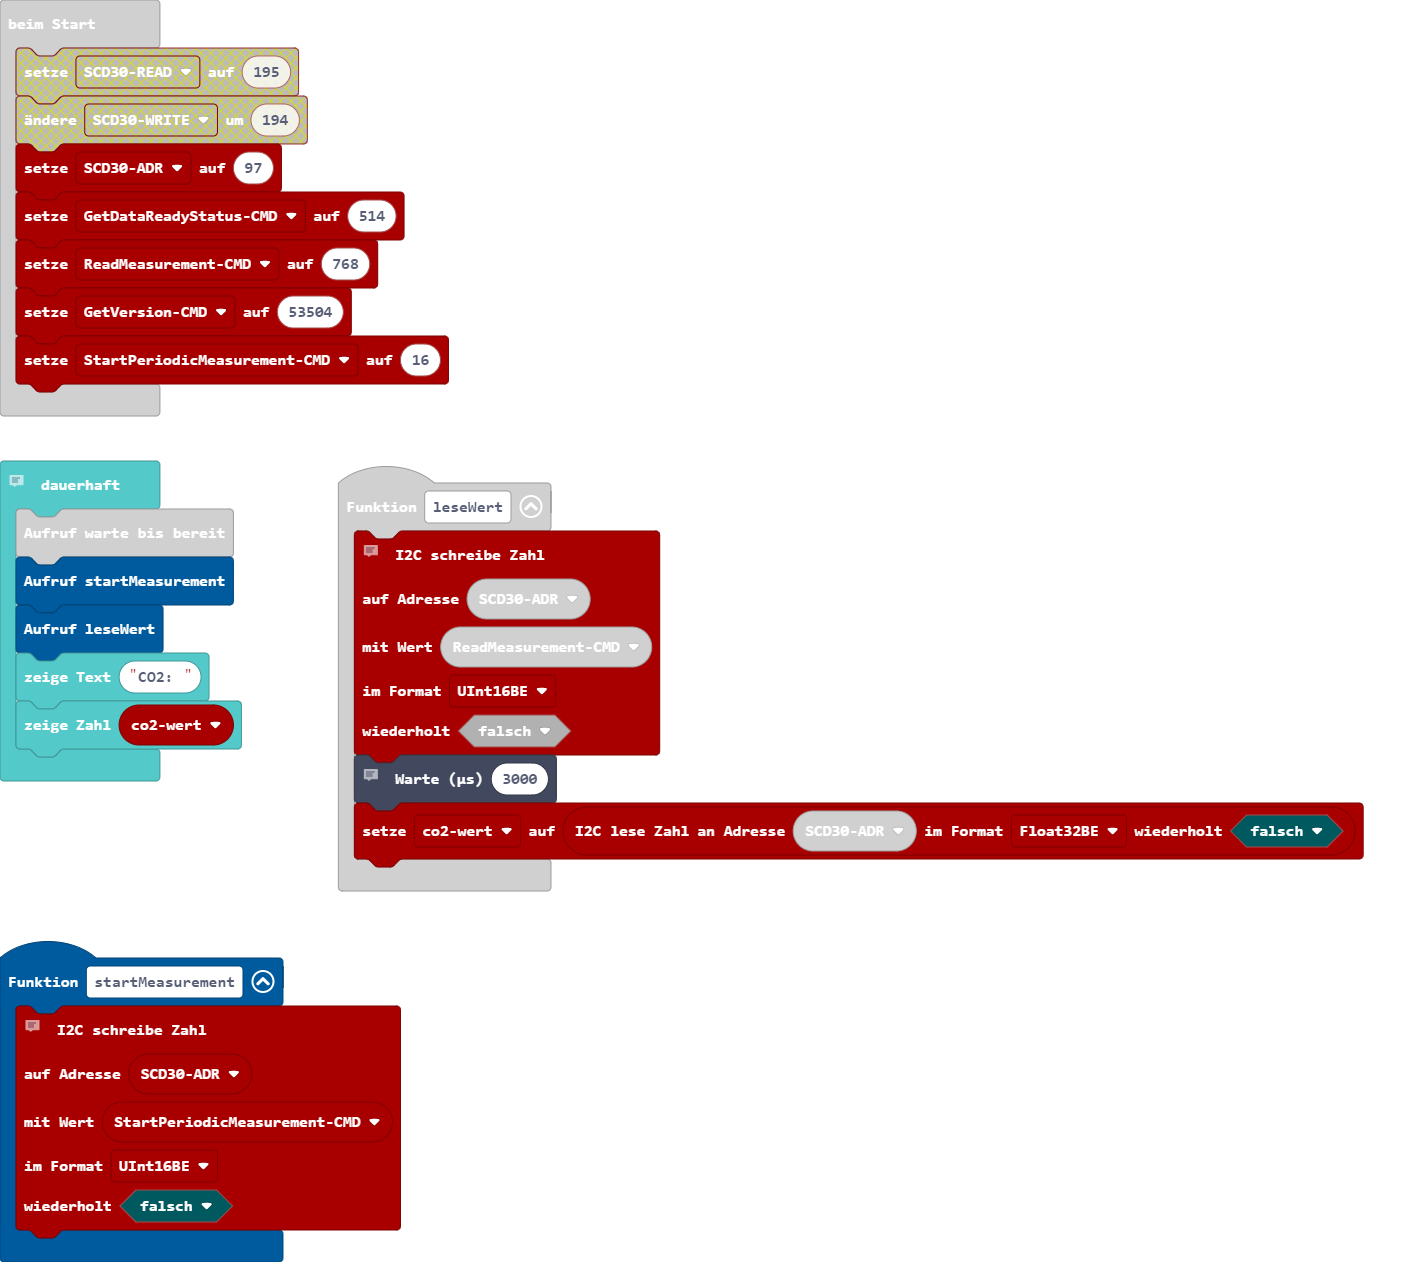 beim Start
setze SCD30-READ auf 195
ändere SCD30-WRITE um 194
setze SCD30-ADR auf 97
setze GetDataReadyStatus-CMD auf 514
setze ReadMeasurement-CMD auf 768
setze GetVersion-CMD auf 53504
setze StartPeriodicMeasurement-CMD auf 16
dauerhaft
Aufruf warte bis bereit
Aufruf startMeasurement
Aufruf leseWert
zeige Text "CO2: "
zeige Zahl co2-wert
Funktion leseWert
I2C schreibe Zahl
auf Adresse SCD30-ADR
mit Wert ReadMeasurement-CMD
im Format UInt16BE
wiederholt falsch
Warte (µs) 3000
setze co2-wert auf I2C lese Zahl an Adresse SCD30-ADR im Format Float32BE wiederholt falsch
Funktion startMeasurement
I2C schreibe Zahl
auf Adresse SCD30-ADR
mit Wert StartPeriodicMeasurement-CMD
im Format UInt16BE
wiederholt falsch